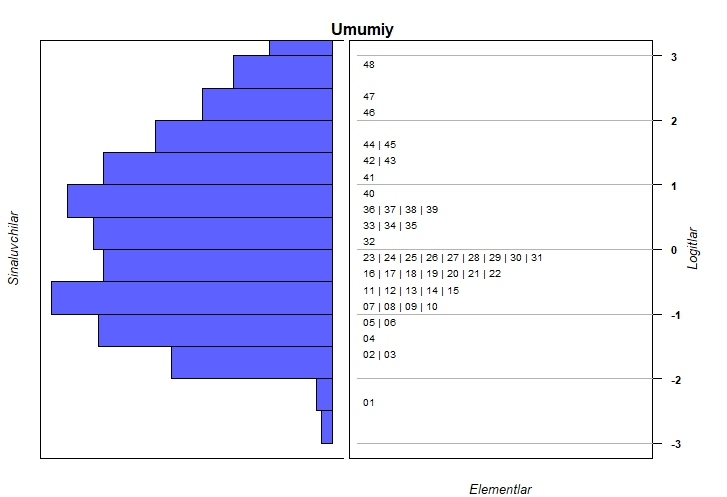 Umumiy
3
48
47
46
2
44 | 45
42 | 43
41
1
40
36 | 37 | 38 | 39
33 | 34 | 35
32
0
23 | 24 | 25 | 26 | 27 | 28 | 29 | 30 | 31
16 | 17 | 18 | 19 | 20 | 21 | 22
11 | 12 | 13 | 14 | 15
07 | 08 | 09 | 10
-1
05 | 06
04
02 | 03
-2
01
-3
Sinaluvchilar
Logitlar
Elementlar